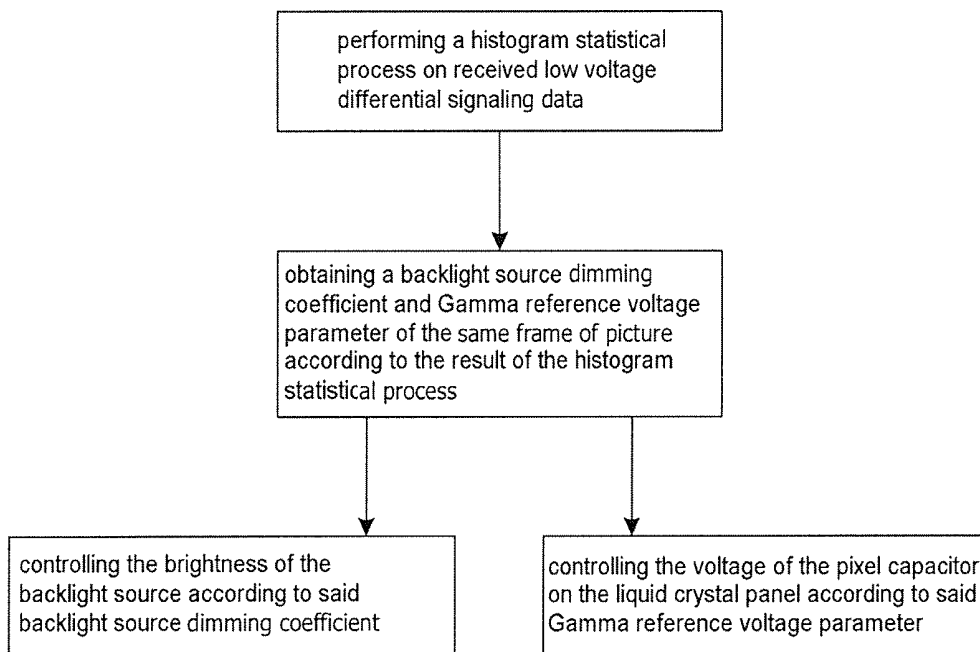 performing a histogram statistical
process on received low voltage
differential signaling data
obtaining a backlight source dimming
coefficient and Gamma reference voltage
parameter of the same frame of picture
according to the result of the histogram
statistical process
controlling the brightness of the
backlight source according to said
backlight source dimming coefficient
controlling the voltage of the pixel capacitor
on the liquid crystal panel according to said
Gamma reference voltage parameter